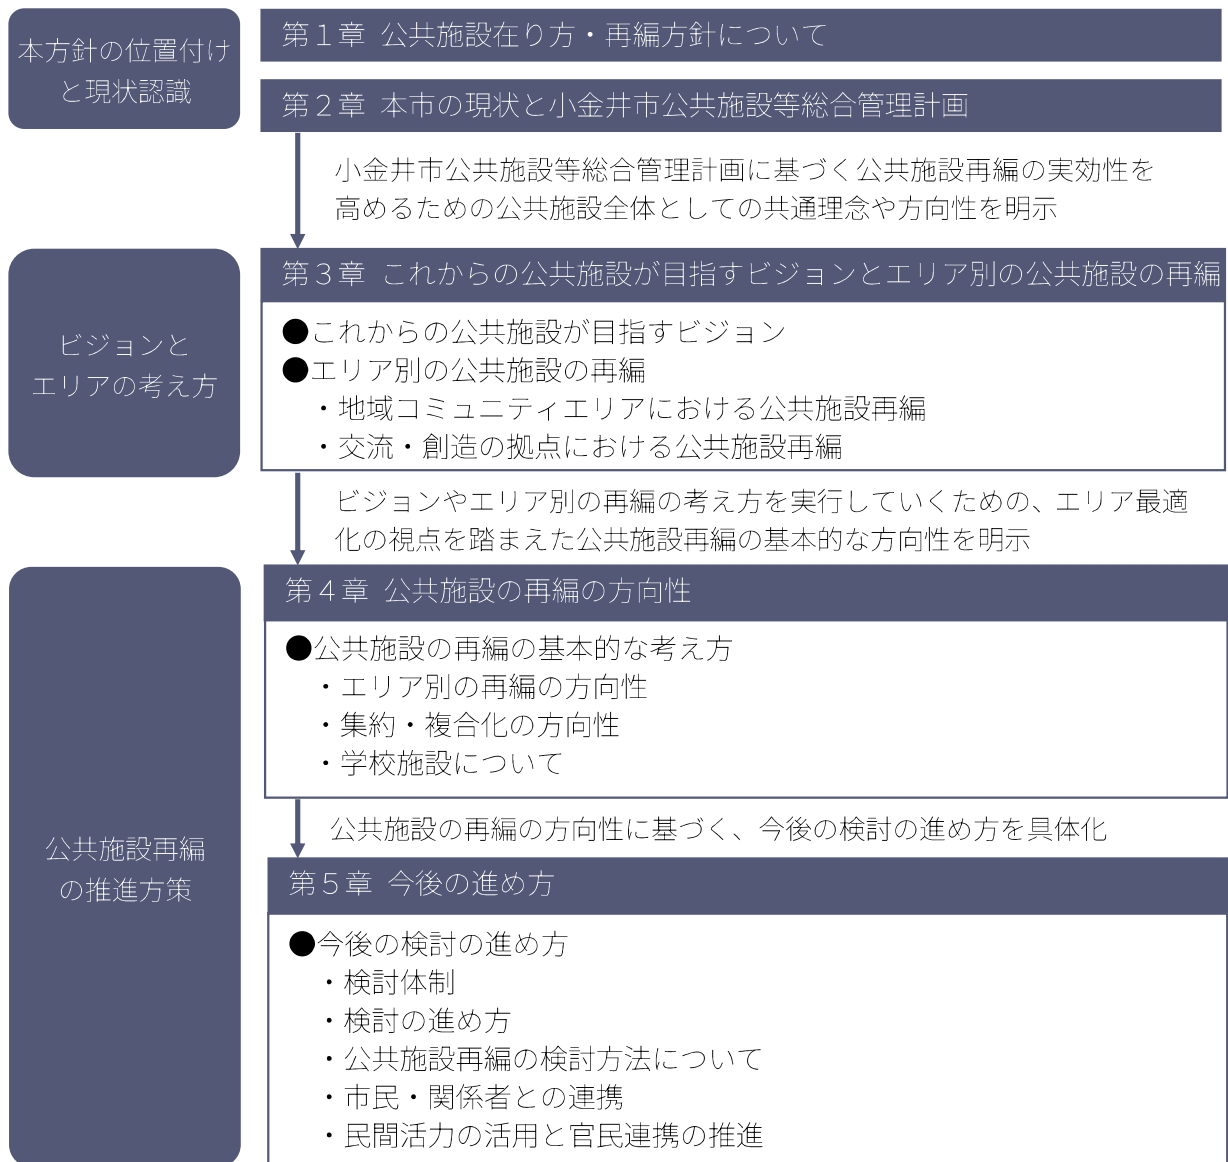 本方針の位置付け
と現状認識
第１章 公共施設在り方・再編方針について
第２章 本市の現状と小金井市公共施設等総合管理計画
小金井市公共施設等総合管理計画に基づく公共施設再編の実効性を
高めるための公共施設全体としての共通理念や方向性を明示
ビジョンと
エリアの考え方
第３章 これからの公共施設が目指すビジョンとエリア別の公共施設の再編
●これからの公共施設が目指すビジョン
●エリア別の公共施設の再編
・地域コミュニティエリアにおける公共施設再編
・交流・創造の拠点における公共施設再編
ビジョンやエリア別の再編の考え方を実行していくための、エリア最適
化の視点を踏まえた公共施設再編の基本的な方向性を明示
公共施設再編
の推進方策
第４章 公共施設の再編の方向性
●公共施設の再編の基本的な考え方
・エリア別の再編の方向性
・集約・複合化の方向性
・学校施設について
公共施設の再編の方向性に基づく、今後の検討の進め方を具体化
第５章 今後の進め方
●今後の検討の進め方
・検討体制
・検討の進め方
・公共施設再編の検討方法について
・市民・関係者との連携
・民間活力の活用と官民連携の推進